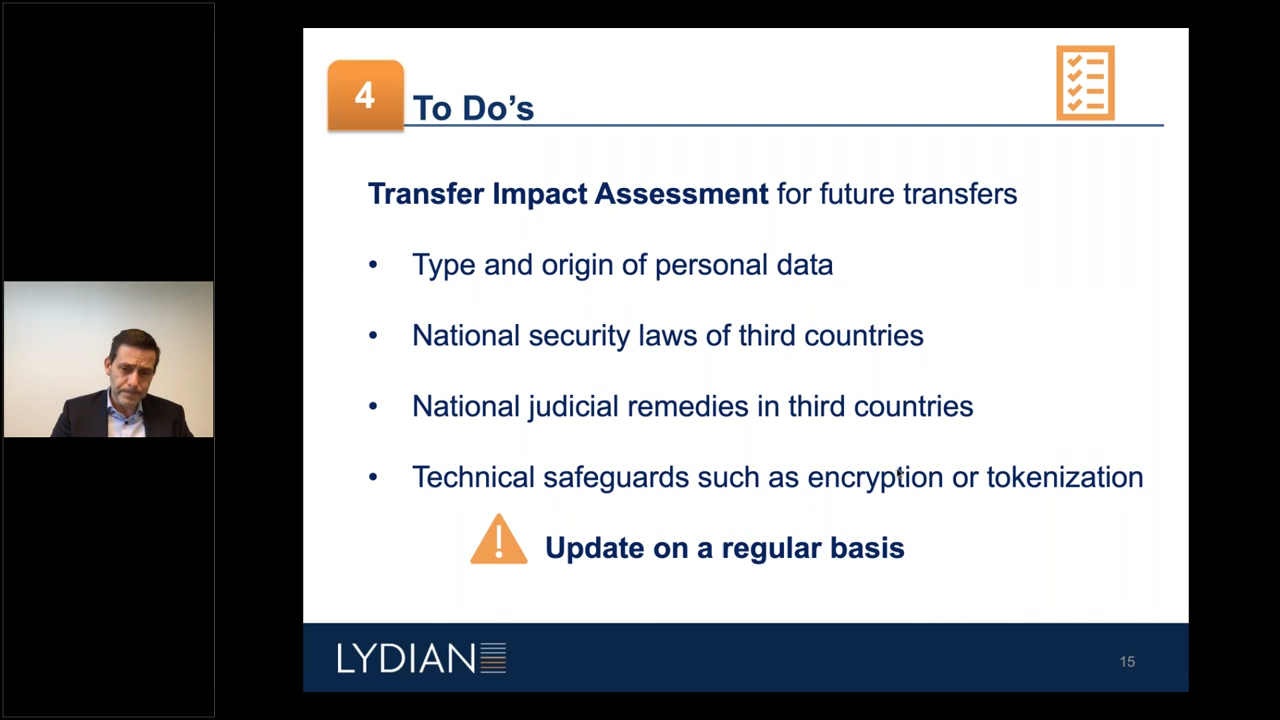 4
To Do’s
Transfer Impact Assessment for future transfers
• Type and origin of personal data
• National security laws of third countries
• National judicial remedies in third countries
• Technical safeguards such as encryption or tokenization
! Update on a regular basis
LYDIAN
15